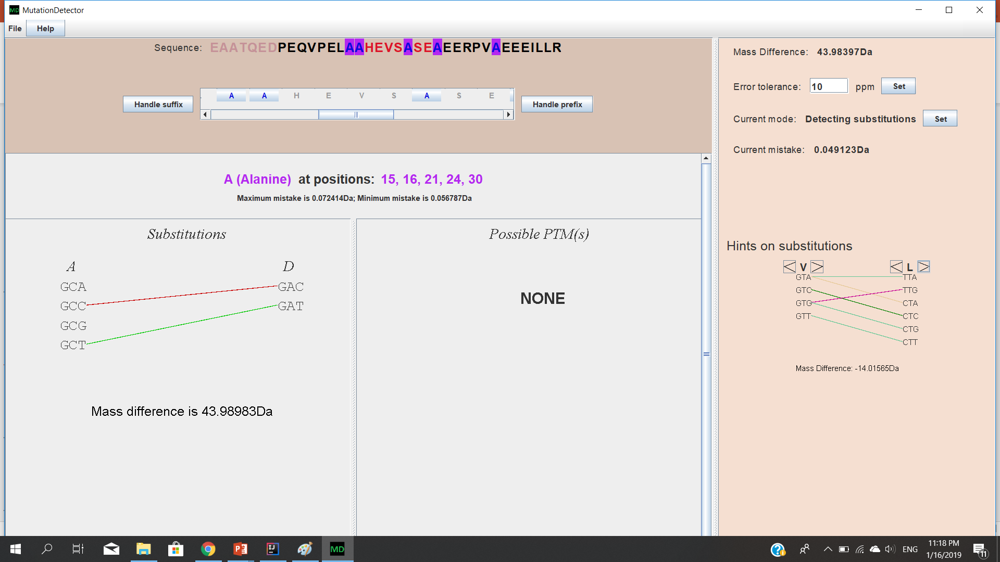 MD MutationDetector
File Help
Sequence: EAATQEDPEQVPELAAHEVSASEAEERPVAEEEILLR
Handle suffix
A A H E V S A S E
Handle prefix
A (Alanine) at positions: 15, 16, 21, 24, 30
Maximum mistake is 0.072414Da; Minimum mistake is 0.056787Da
Substitutions
A D
GCA GAC
GCC GAT
GCG
GCT
Mass difference is 43.98983Da
Possible PTM(s)
NONE
Mass Difference: 43.98397Da
Error tolerance: 10 ppm Set
Current mode: Detecting substitutions Set
Current mistake: 0.049123Da
Hints on substitutions
< V > < L >
GTA TTA
GTC TTG
GTG CTA
GTT CTC
CTG
CTT
Mass Difference: -14.01565Da
MD
ENG
11:18 PM
1/16/2019
11